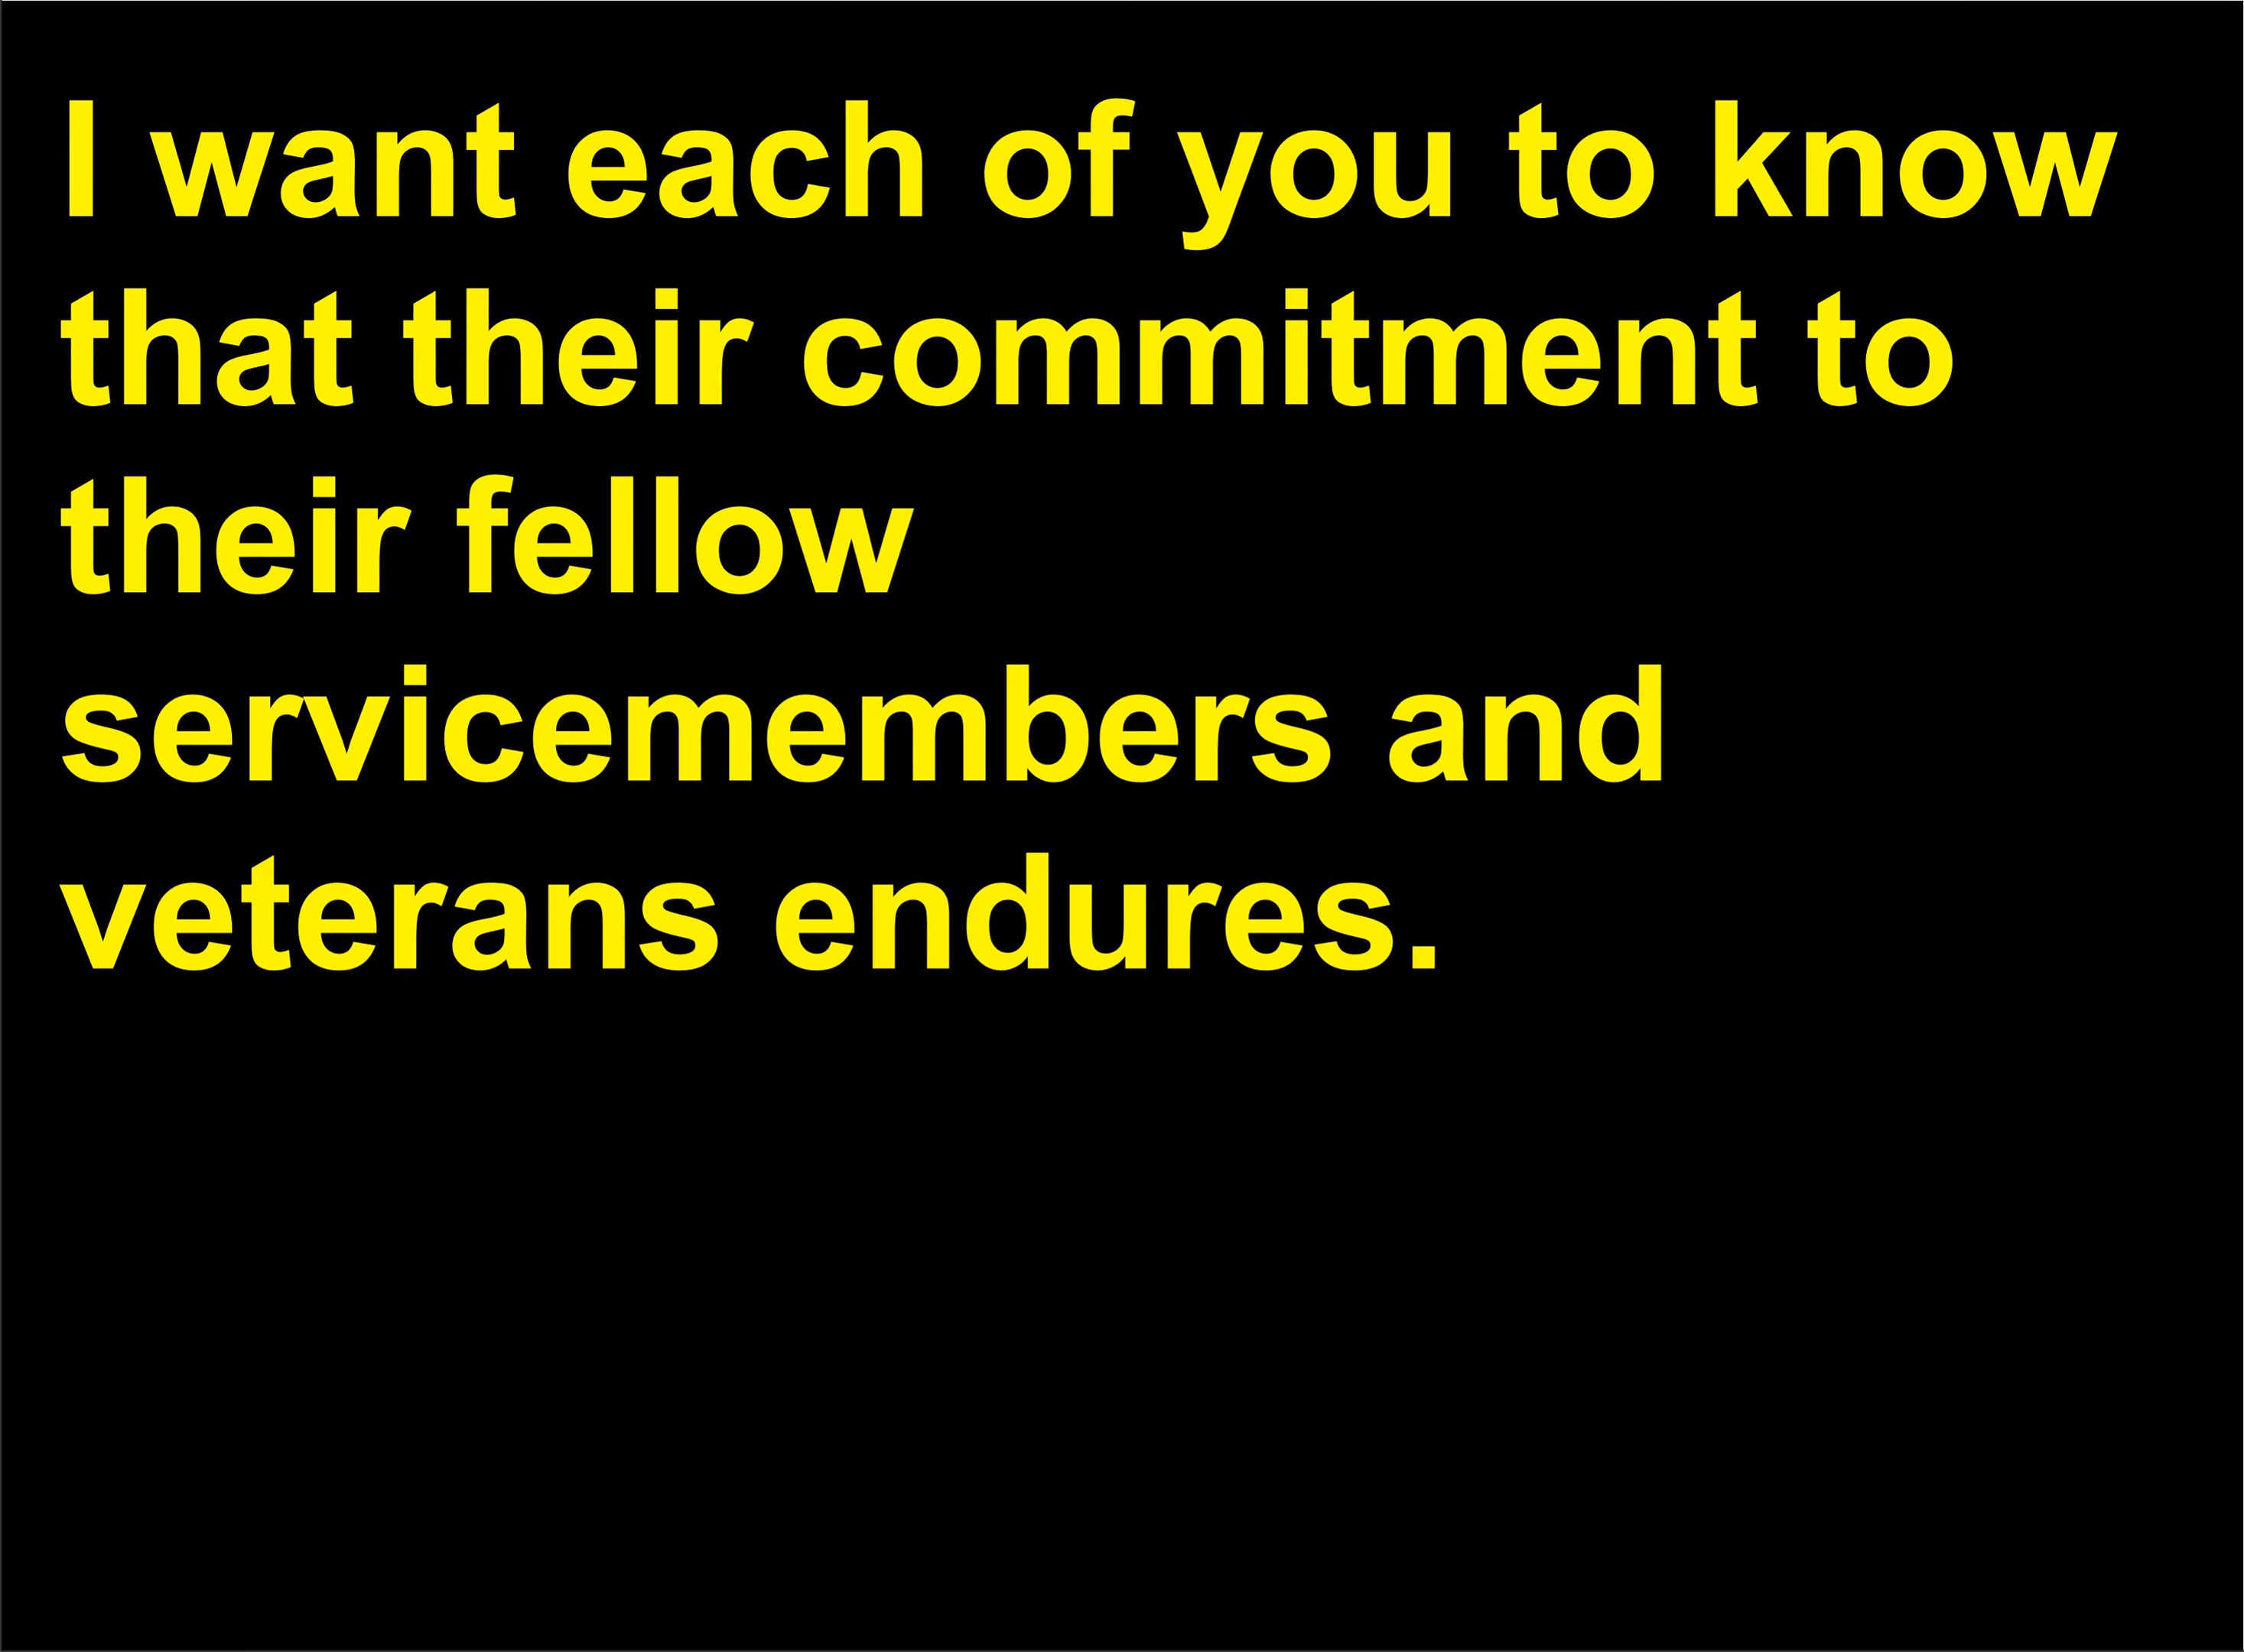 I want each of you to know
that their commitment to
their fellow
servicemembers and
veterans endures.